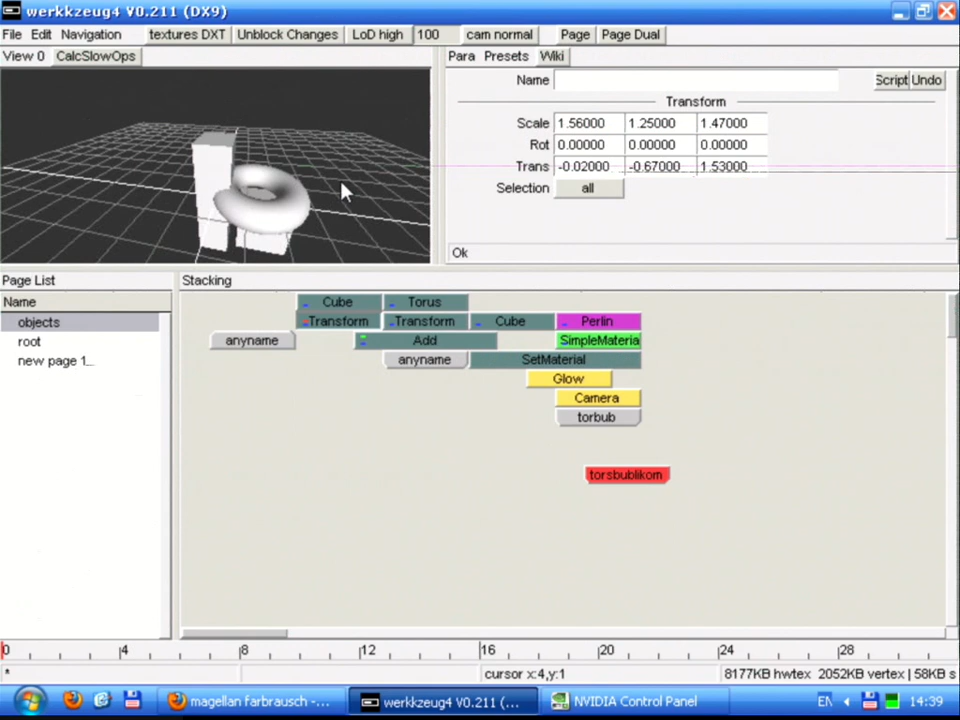 werkkzeug4 V0.211 (DX9)
File Edit Navigation textures DXT Unblock Changes LoD high 100 cam normal Page Page Dual
View 0 CalcSlowOps Para Presets Wiki
Name Script Undo
Transform
Scale 1.56000 1.25000 1.47000
Rot 0.00000 0.00000 0.00000
Trans -0.02000 -0.67000 1.53000
Selection all
Ok
Page List Stacking
Name Cube Torus
objects Transform Transform Cube Perlin
root anyname Add SimpleMateria
new page 1... anyname SetMaterial
Glow
Camera
torbub
torsbublikom
0 4 8 12 16 20 24 28
* cursor x:4,y:1 8177KB hwtex 2052KB vertex | 58KB s
magellan farbrausch -... werkkzeug4 V0.211 (... NVIDIA Control Panel EN 14:39